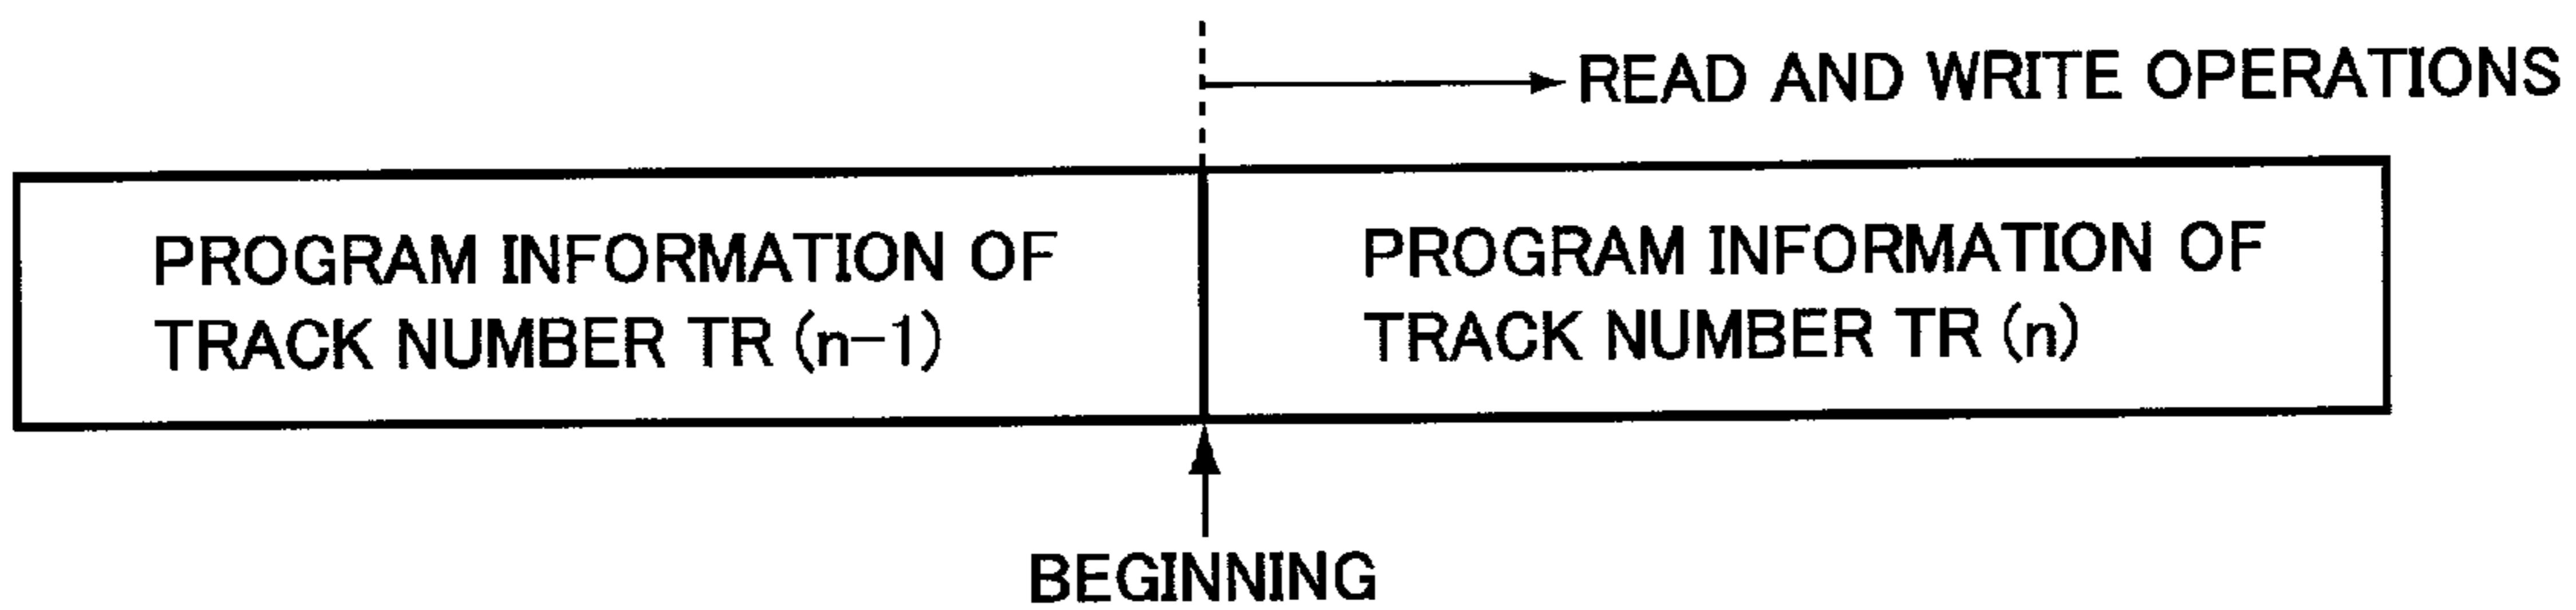 READ AND WRITE OPERATIONS
PROGRAM INFORMATION OF
TRACK NUMBER TR (n-1)
PROGRAM INFORMATION OF
TRACK NUMBER TR (n)
BEGINNING